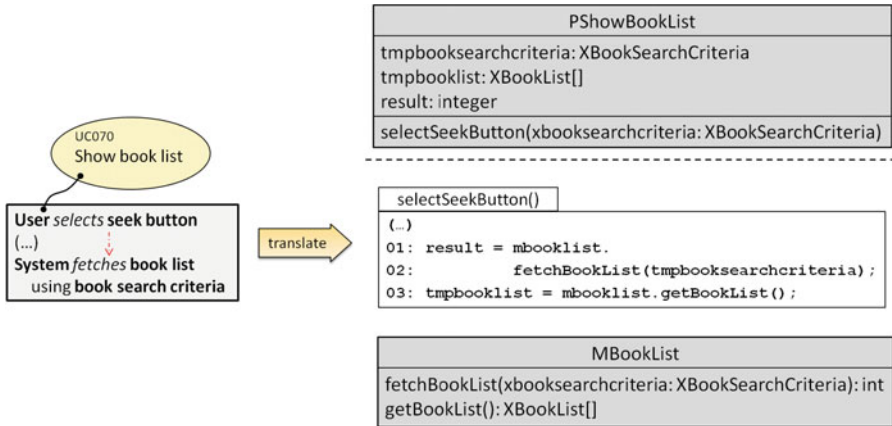 UC070
Show book list
User selects seek button
(...)
System fetches book list
using book search criteria
translate
PShowBookList
tmpbooksearchcriteria: XBookSearchCriteria
tmpbooklist: XBookList[]
result: integer
selectSeekButton(xbooksearchcriteria: XBookSearchCriteria)
selectSeekButton()
(…)
01: result = mbooklist.
02: fetchBookList(tmpbooksearchcriteria);
03: tmpbooklist = mbooklist.getBookList();
MBookList
fetchBookList(xbooksearchcriteria: XBookSearchCriteria): int
getBookList(): XBookList[]